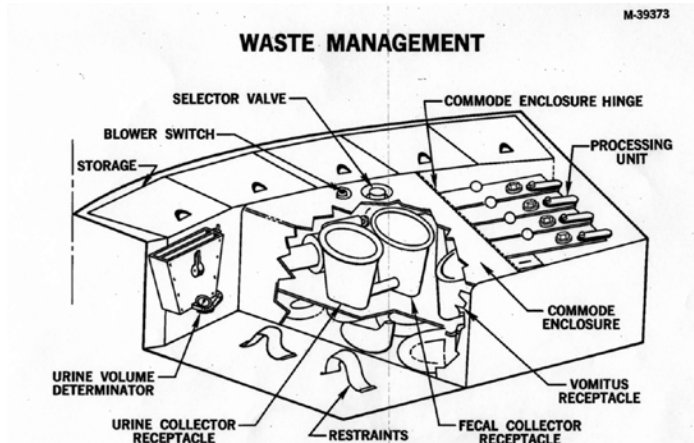 M-39373
WASTE MANAGEMENT
SELECTOR VALVE
COMMODE ENCLOSURE HINGE
BLOWER SWITCH
PROCESSING
UNIT
STORAGE
COMMODE
ENCLOSURE
URINE VOLUME
DETERMINATOR
VOMITUS
RECEPTACLE
URINE COLLECTOR
RECEPTACLE
RESTRAINTS
FECAL COLLECTOR
RECEPTACLE